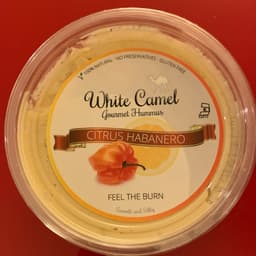 100% NATURAL · NO PRESERVATIVES · GLUTEN FREE
White Camel
Gourmet Hummus
CITRUS HABANERO
FEEL THE BURN